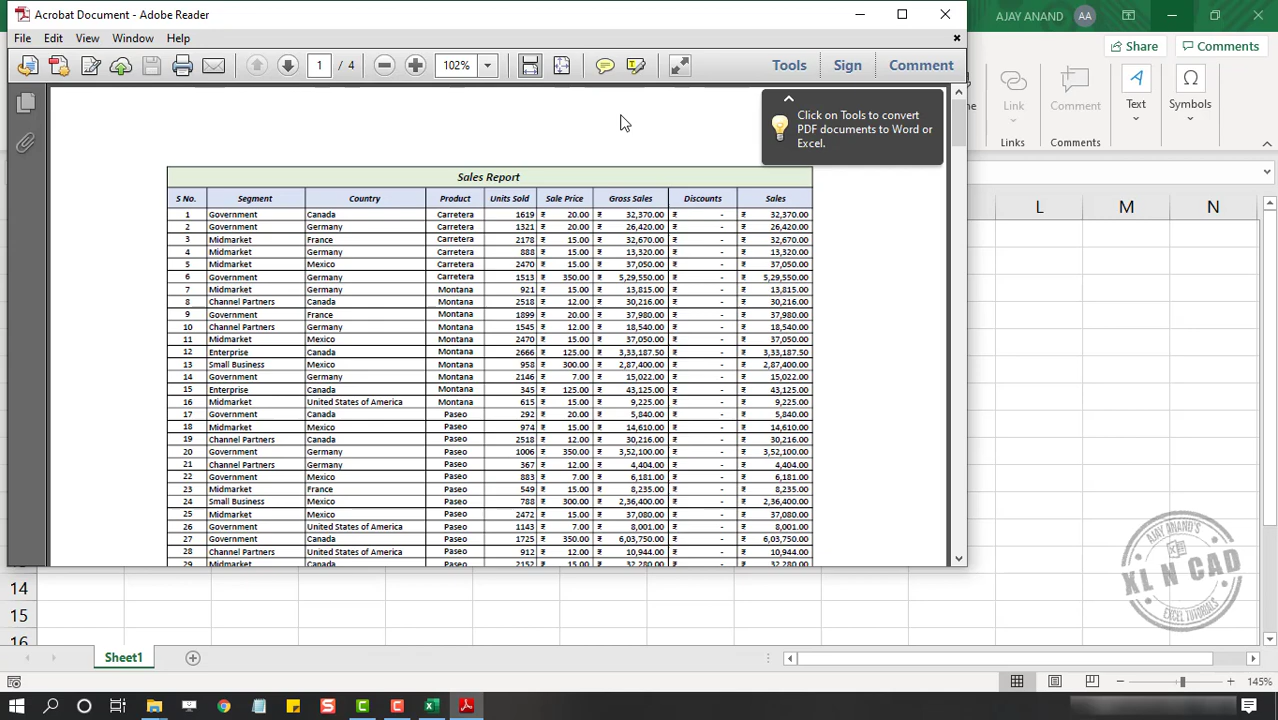 Acrobat Document - Adobe Reader
AJAY ANAND AA
File Edit View Window Help
Share Comments
1 / 4 102% Tools Sign Comment
Link Comment Text Symbols
Links Comments
Click on Tools to convert
PDF documents to Word or
Excel.
L M N
Sales Report
S No. Segment Country Product Units Sold Sale Price Gross Sales Discounts Sales
1 Government Canada Carretera 1619 ₹ 20.00 ₹ 32,370.00 ₹ - ₹ 32,370.00
2 Government Germany Carretera 1321 ₹ 20.00 ₹ 26,420.00 ₹ - ₹ 26,420.00
3 Midmarket France Carretera 2178 ₹ 15.00 ₹ 32,670.00 ₹ - ₹ 32,670.00
4 Midmarket Germany Carretera 888 ₹ 15.00 ₹ 13,320.00 ₹ - ₹ 13,320.00
5 Midmarket Mexico Carretera 2470 ₹ 15.00 ₹ 37,050.00 ₹ - ₹ 37,050.00
6 Government Germany Carretera 1513 ₹ 350.00 ₹ 5,29,550.00 ₹ - ₹ 5,29,550.00
7 Midmarket Germany Montana 921 ₹ 15.00 ₹ 13,815.00 ₹ - ₹ 13,815.00
8 Channel Partners Canada Montana 2518 ₹ 12.00 ₹ 30,216.00 ₹ - ₹ 30,216.00
9 Government France Montana 1899 ₹ 20.00 ₹ 37,980.00 ₹ - ₹ 37,980.00
10 Channel Partners Germany Montana 1545 ₹ 12.00 ₹ 18,540.00 ₹ - ₹ 18,540.00
11 Midmarket Mexico Montana 2470 ₹ 15.00 ₹ 37,050.00 ₹ - ₹ 37,050.00
12 Enterprise Canada Montana 2666 ₹ 125.00 ₹ 3,33,187.50 ₹ - ₹ 3,33,187.50
13 Small Business Mexico Montana 958 ₹ 300.00 ₹ 2,87,400.00 ₹ - ₹ 2,87,400.00
14 Government Germany Montana 2146 ₹ 7.00 ₹ 15,022.00 ₹ - ₹ 15,022.00
15 Enterprise Canada Montana 345 ₹ 125.00 ₹ 43,125.00 ₹ - ₹ 43,125.00
16 Midmarket United States of America Montana 615 ₹ 15.00 ₹ 9,225.00 ₹ - ₹ 9,225.00
17 Government Canada Paseo 292 ₹ 20.00 ₹ 5,840.00 ₹ - ₹ 5,840.00
18 Midmarket Mexico Paseo 974 ₹ 15.00 ₹ 14,610.00 ₹ - ₹ 14,610.00
19 Channel Partners Canada Paseo 2518 ₹ 12.00 ₹ 30,216.00 ₹ - ₹ 30,216.00
20 Government Germany Paseo 1006 ₹ 350.00 ₹ 3,52,100.00 ₹ - ₹ 3,52,100.00
21 Channel Partners Germany Paseo 367 ₹ 12.00 ₹ 4,404.00 ₹ - ₹ 4,404.00
22 Government Mexico Paseo 883 ₹ 7.00 ₹ 6,181.00 ₹ - ₹ 6,181.00
23 Midmarket France Paseo 549 ₹ 15.00 ₹ 8,235.00 ₹ - ₹ 8,235.00
24 Small Business Mexico Paseo 788 ₹ 300.00 ₹ 2,36,400.00 ₹ - ₹ 2,36,400.00
25 Midmarket Mexico Paseo 2472 ₹ 15.00 ₹ 37,080.00 ₹ - ₹ 37,080.00
26 Government United States of America Paseo 1143 ₹ 7.00 ₹ 8,001.00 ₹ - ₹ 8,001.00
27 Government Canada Paseo 1725 ₹ 350.00 ₹ 6,03,750.00 ₹ - ₹ 6,03,750.00
28 Channel Partners United States of America Paseo 912 ₹ 12.00 ₹ 10,944.00 ₹ - ₹ 10,944.00
29 Midmarket Canada Paseo 2152 ₹ 15.00 ₹ 32,280.00 ₹ - ₹ 32,280.00
14
15
16
AJAY ANAND'S
XL N CAD
EXCEL TUTORIALS
Sheet1
145%